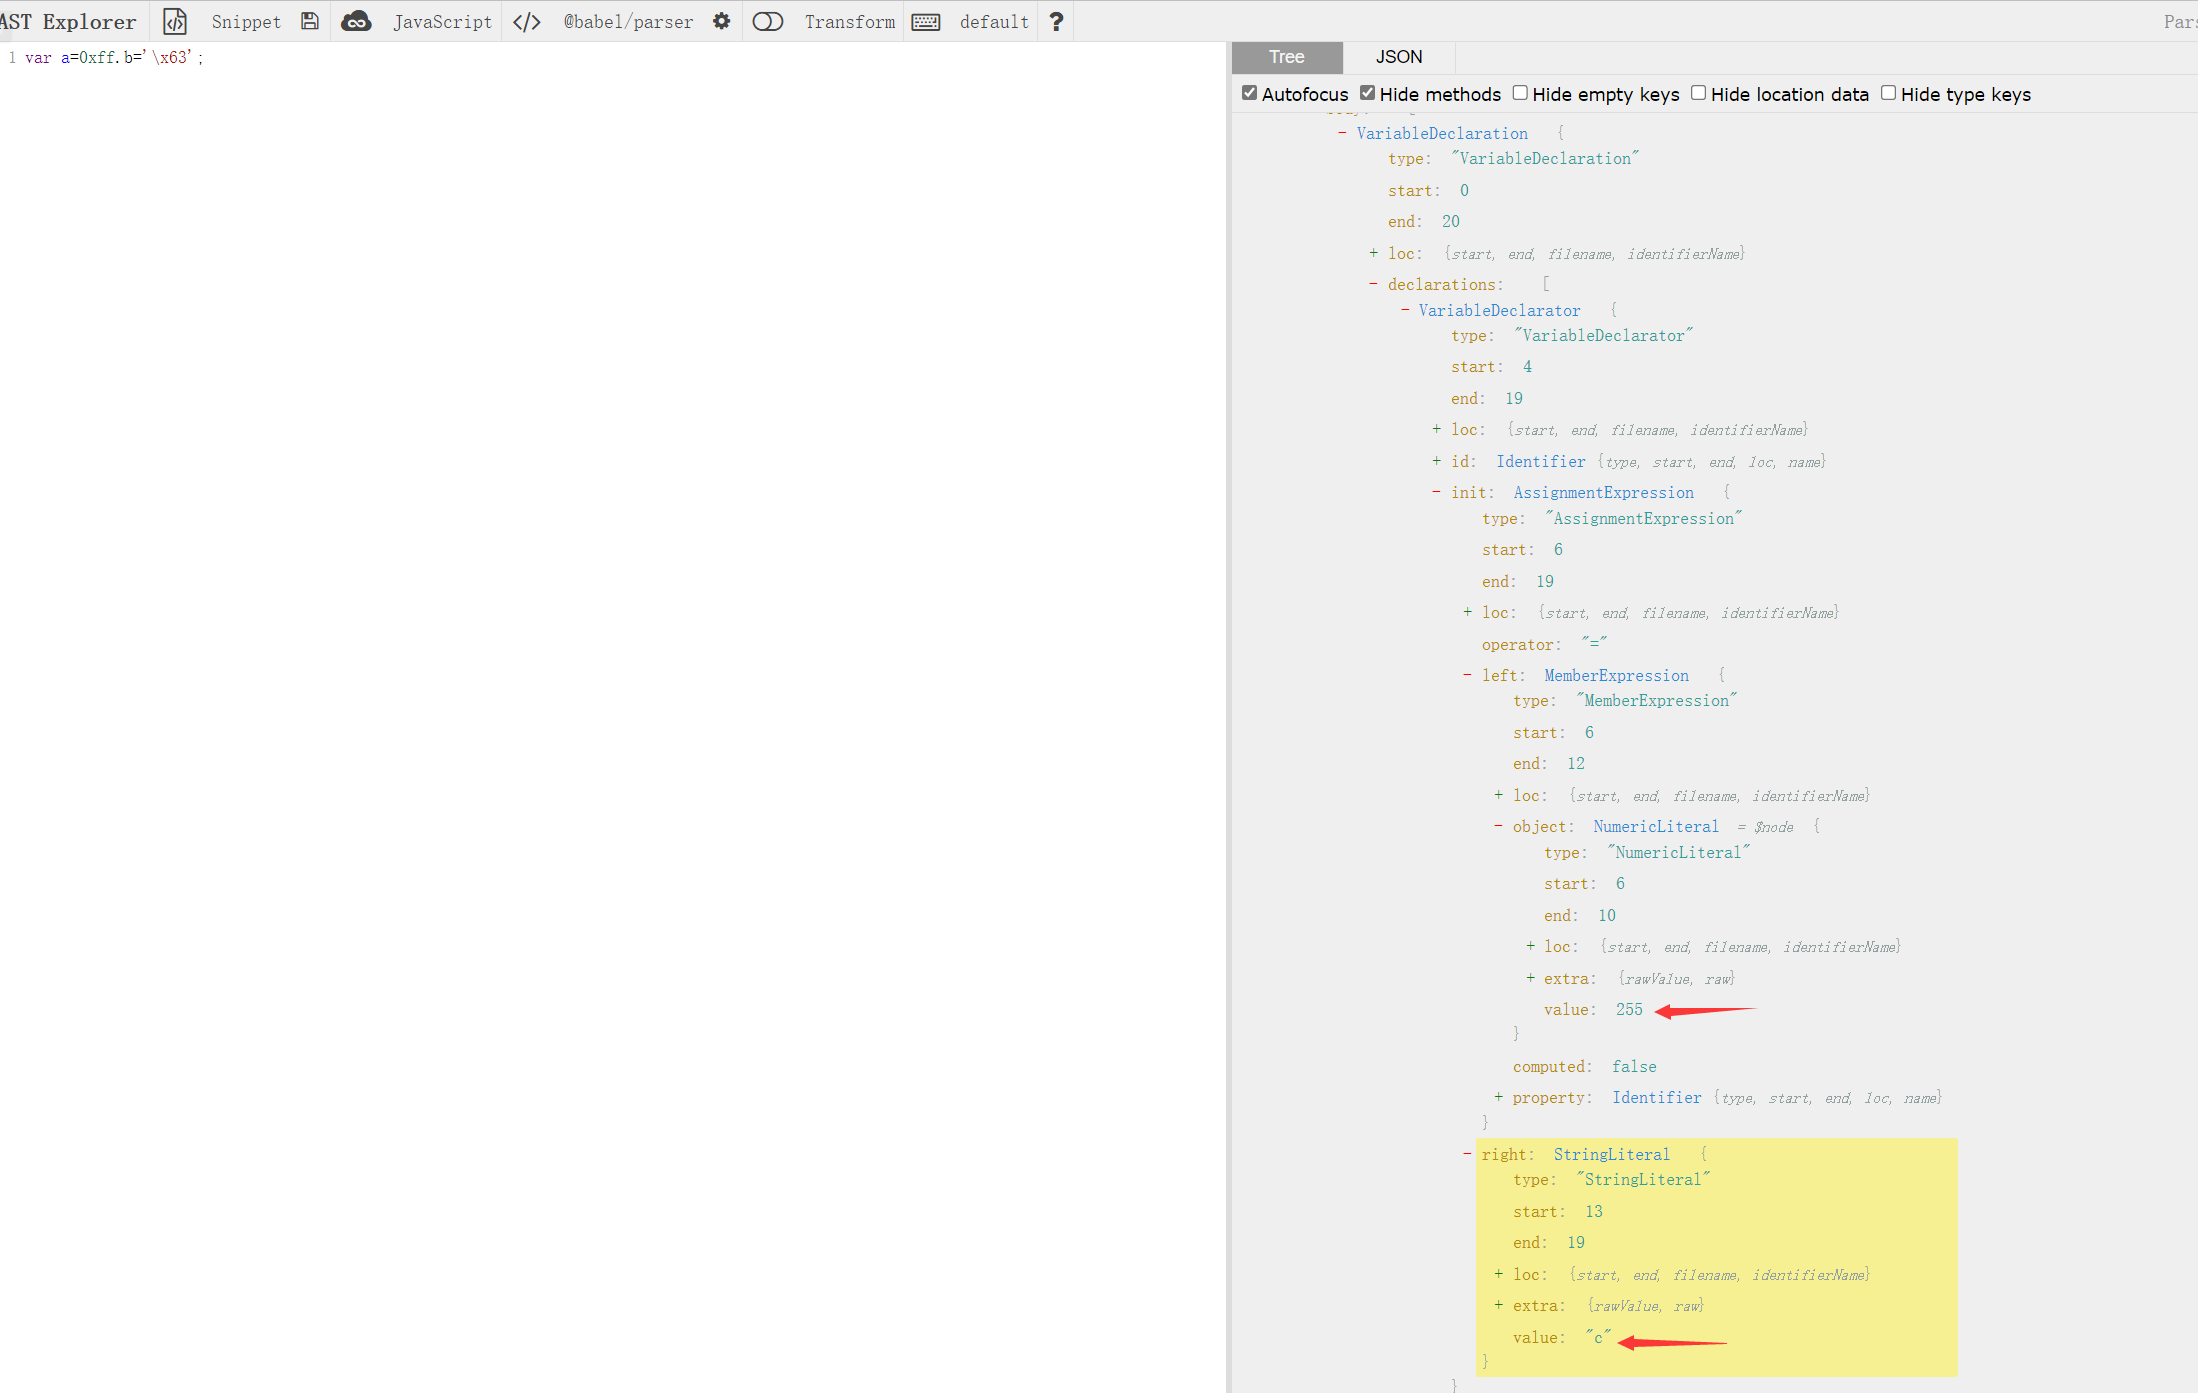 AST Explorer Snippet JavaScript </> @babel/parser Transform default ? Pars
1 var a=0xff.b='\x63';
Tree JSON
Autofocus Hide methods Hide empty keys Hide location data Hide type keys
- VariableDeclaration {
type: "VariableDeclaration"
start: 0
end: 20
+ loc: {start, end, filename, identifierName}
- declarations: [
- VariableDeclarator {
type: "VariableDeclarator"
start: 4
end: 19
+ loc: {start, end, filename, identifierName}
+ id: Identifier {type, start, end, loc, name}
- init: AssignmentExpression {
type: "AssignmentExpression"
start: 6
end: 19
+ loc: {start, end, filename, identifierName}
operator: "="
- left: MemberExpression {
type: "MemberExpression"
start: 6
end: 12
+ loc: {start, end, filename, identifierName}
- object: NumericLiteral = $node {
type: "NumericLiteral"
start: 6
end: 10
+ loc: {start, end, filename, identifierName}
+ extra: {rawValue, raw}
value: 255
}
computed: false
+ property: Identifier {type, start, end, loc, name}
}
- right: StringLiteral {
type: "StringLiteral"
start: 13
end: 19
+ loc: {start, end, filename, identifierName}
+ extra: {rawValue, raw}
value: "c"
}
}